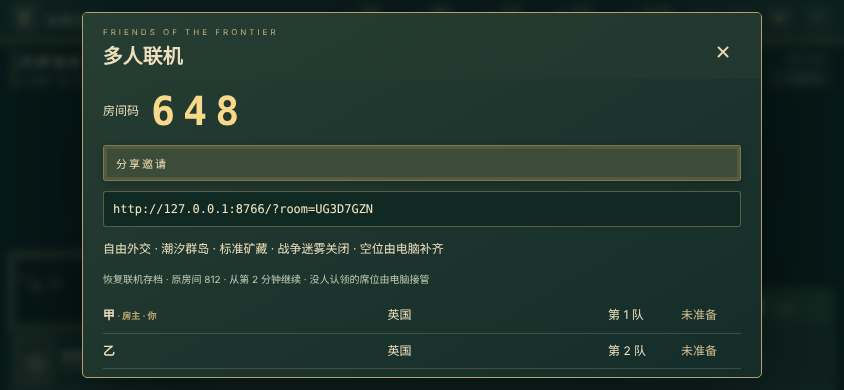 FRIENDS OF THE FRONTIER
多人联机
×
房间码 648
分享邀请
http://127.0.0.1:8766/?room=UG3D7GZN
自由外交 · 潮汐群岛 · 标准矿藏 · 战争迷雾关闭 · 空位由电脑补齐
恢复联机存档 · 原房间 812 · 从第 2 分钟继续 · 没人认领的席位由电脑接管
甲 · 房主 · 你 英国 第 1 队 未准备
乙 英国 第 2 队 未准备